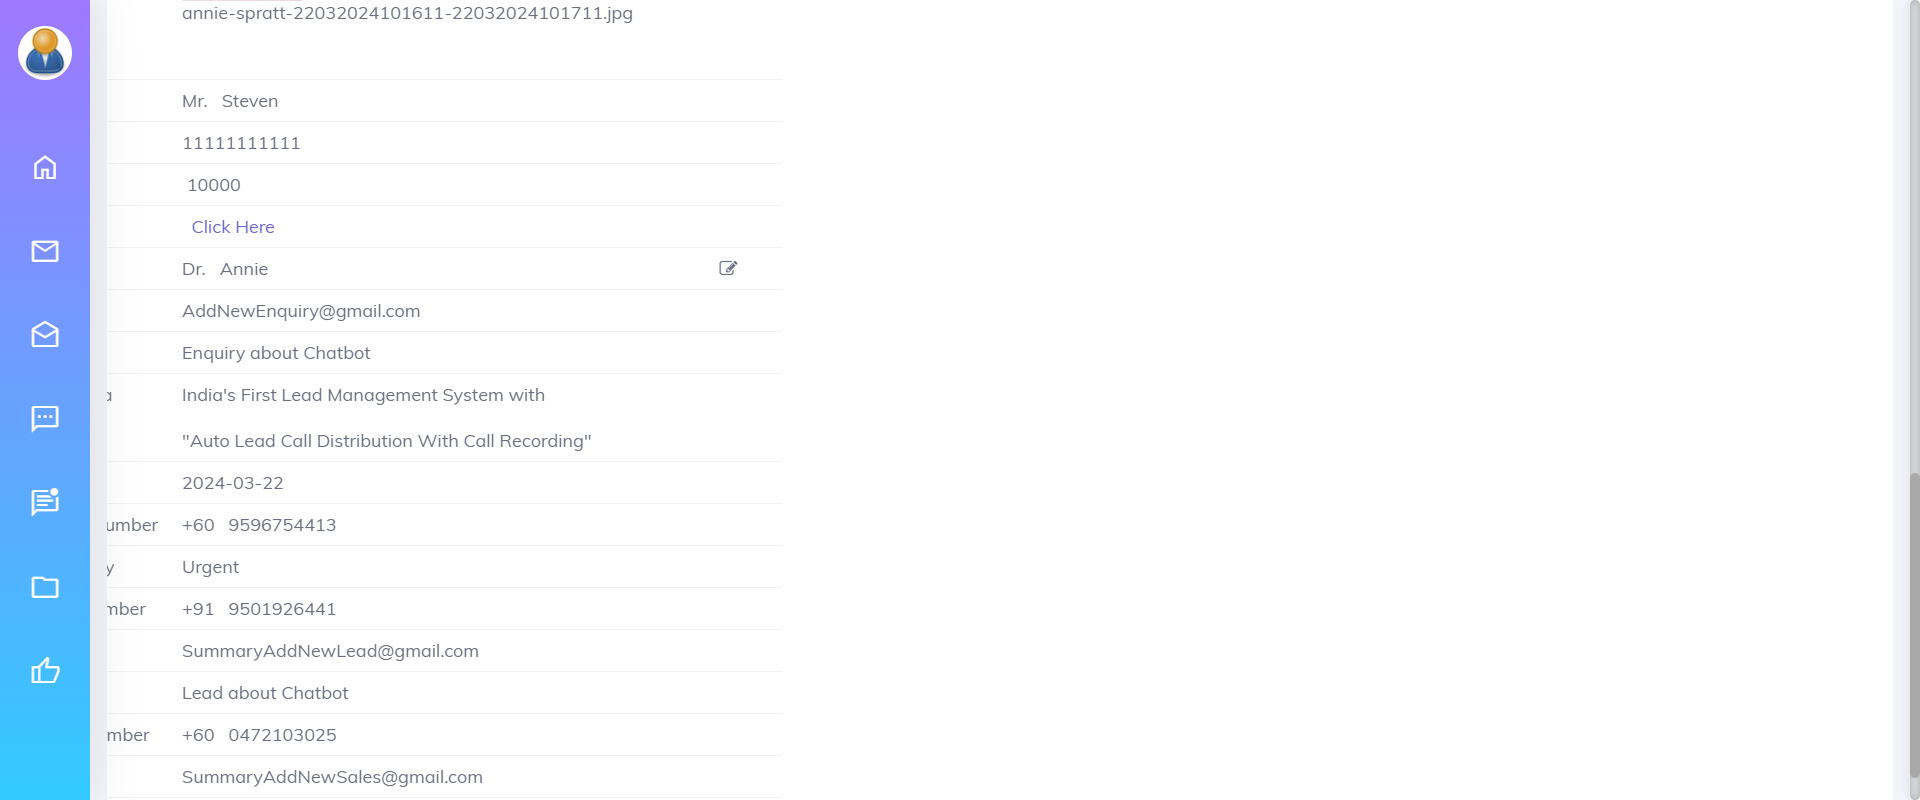 annie-spratt-22032024101611-22032024101711.jpg
Mr. Steven
11111111111
10000
Click Here
Dr. Annie
AddNewEnquiry@gmail.com
Enquiry about Chatbot
a India's First Lead Management System with
"Auto Lead Call Distribution With Call Recording"
2024-03-22
umber +60 9596754413
y Urgent
mber +91 9501926441
SummaryAddNewLead@gmail.com
Lead about Chatbot
mber +60 0472103025
SummaryAddNewSales@gmail.com